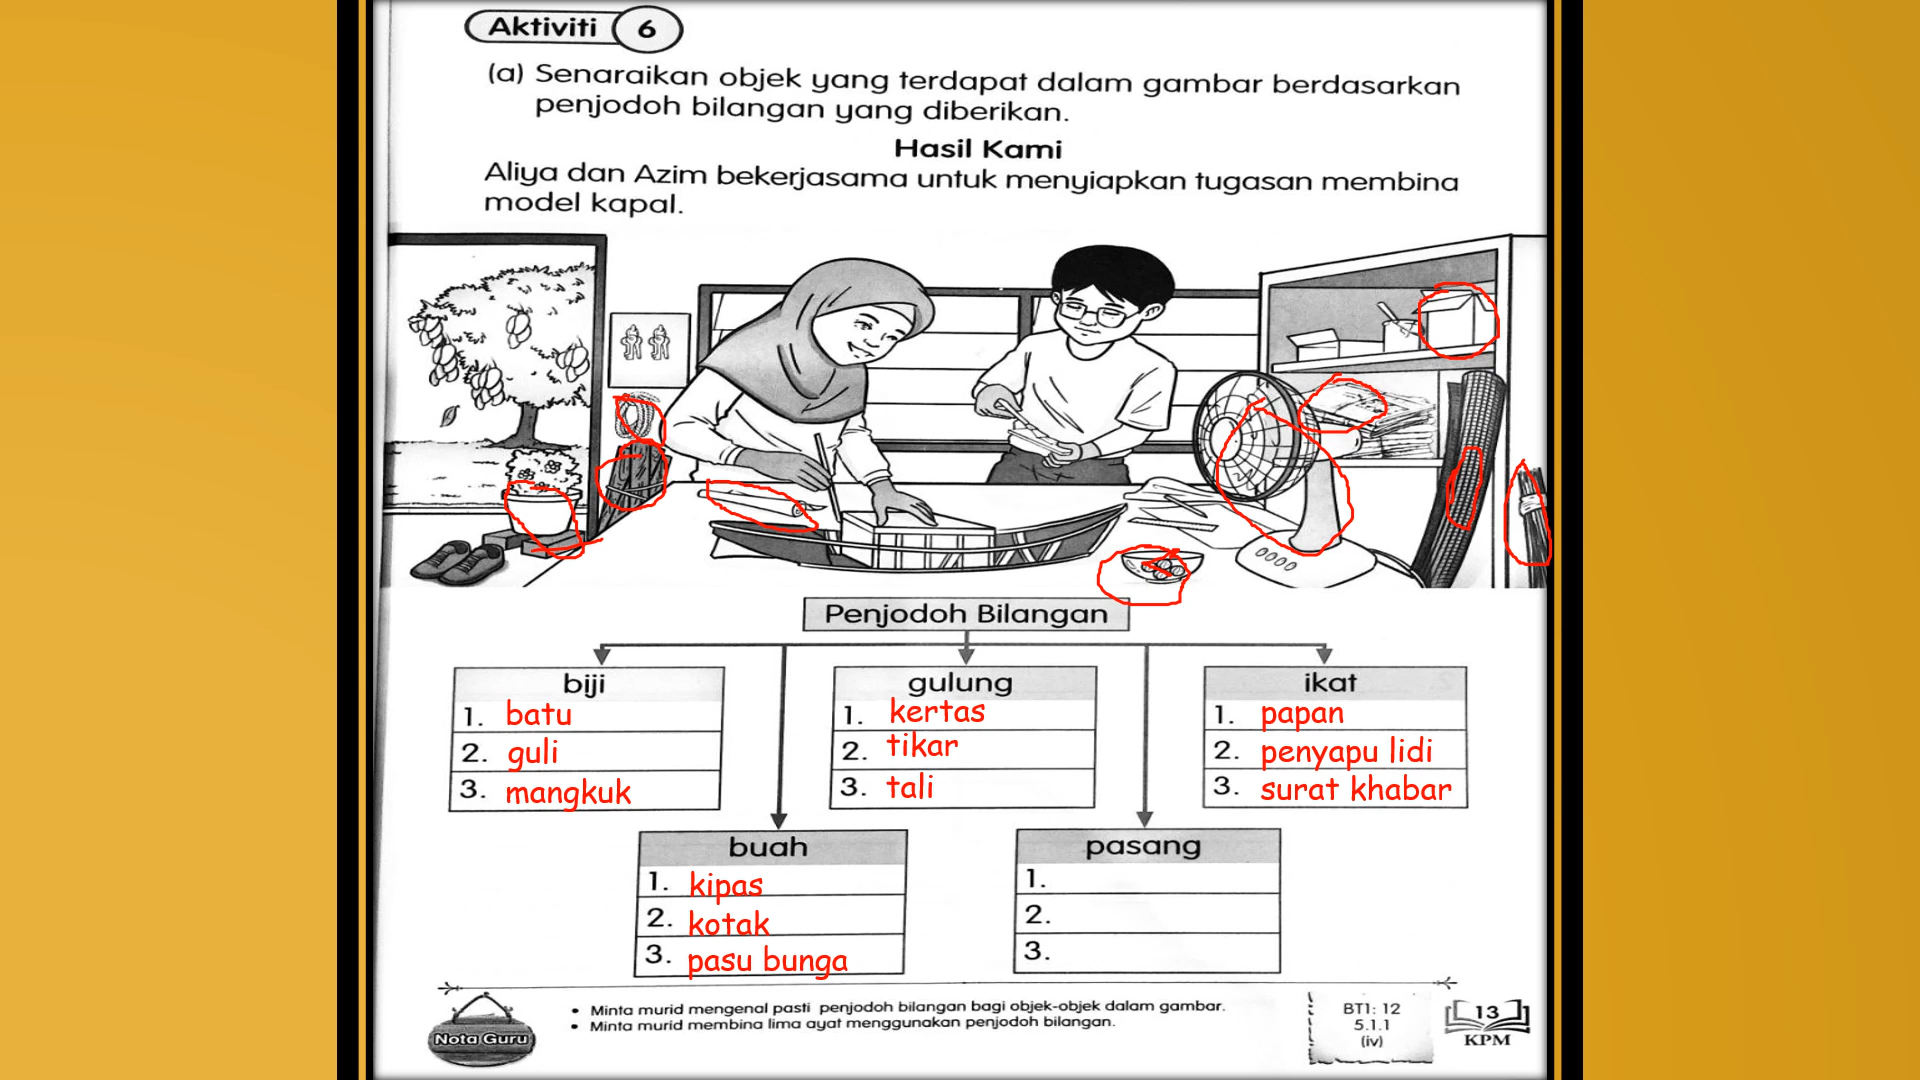 Aktiviti 6
(a) Senaraikan objek yang terdapat dalam gambar berdasarkan
penjodoh bilangan yang diberikan.
Hasil Kami
Aliya dan Azim bekerjasama untuk menyiapkan tugasan membina
model kapal.
Penjodoh Bilangan
biji
1. batu
2. guli
3. mangkuk
gulung
1. kertas
2. tikar
3. tali
ikat
1. papan
2. penyapu lidi
3. surat khabar
buah
1. kipas
2. kotak
3. pasu bunga
pasang
1.
2.
3.
Nota Guru
• Minta murid mengenal pasti penjodoh bilangan bagi objek-objek dalam gambar.
• Minta murid membina lima ayat menggunakan penjodoh bilangan.
BT1: 12
5.1.1
(iv)
13
KPM